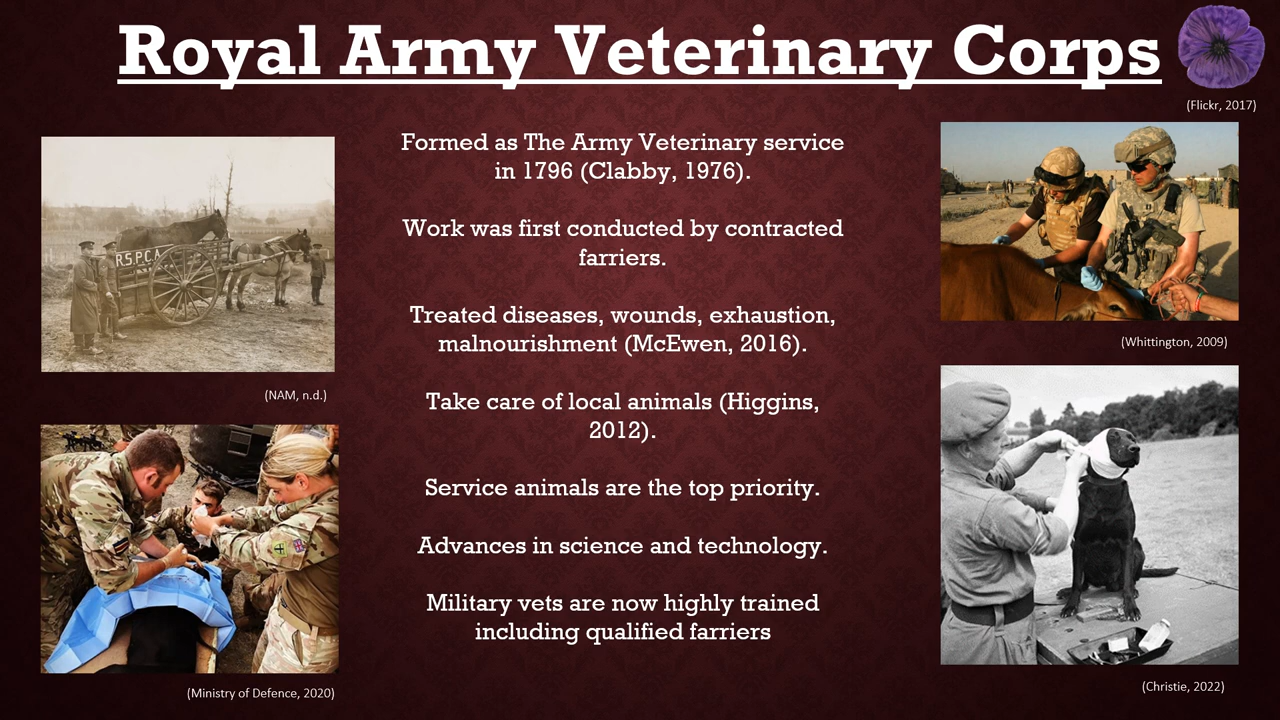 Royal Army Veterinary Corps
(Flickr, 2017)
Formed as The Army Veterinary service
in 1796 (Clabby, 1976).
Work was first conducted by contracted
farriers.
Treated diseases, wounds, exhaustion,
malnourishment (McEwen, 2016).
Take care of local animals (Higgins,
2012).
Service animals are the top priority.
Advances in science and technology.
Military vets are now highly trained
including qualified farriers
R.S.P.C.A
(NAM, n.d.)
(Ministry of Defence, 2020)
(Whittington, 2009)
(Christie, 2022)